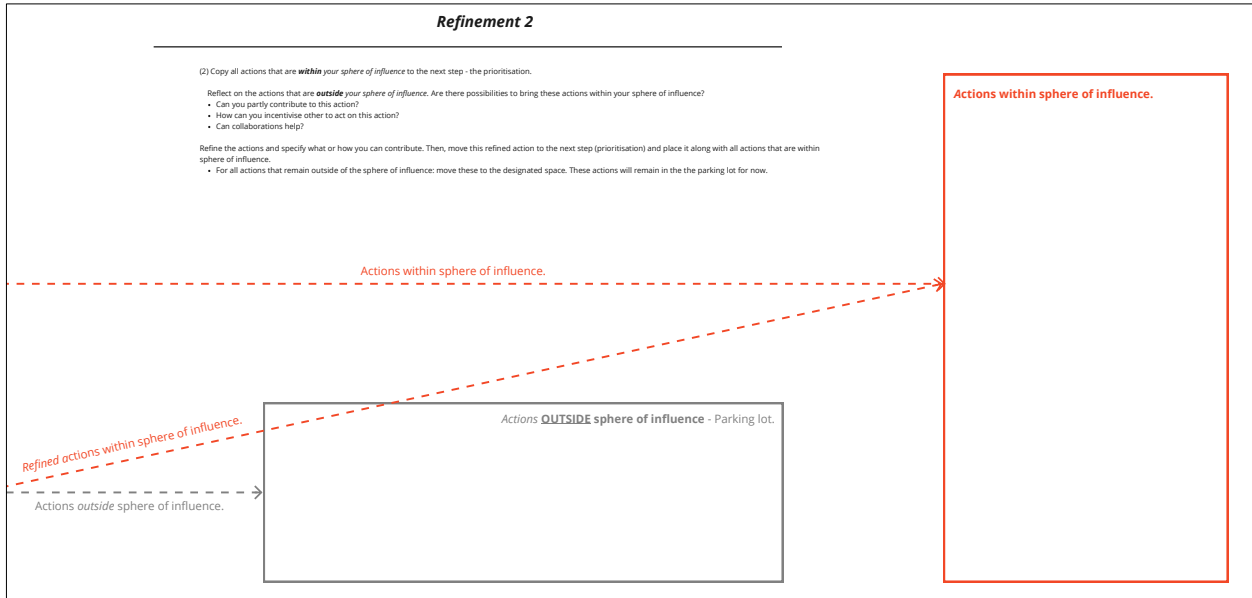 Refinement 2
(2) Copy all actions that are within your sphere of influence to the next step - the prioritisation.
Reflect on the actions that are outside your sphere of influence. Are there possibilities to bring these actions within your sphere of influence?
• Can you partly contribute to this action?
• How can you incentivise other to act on this action?
• Can collaborations help?
Refine the actions and specify what or how you can contribute. Then, move this refined action to the next step (prioritisation) and place it along with all actions that are within
sphere of influence.
• For all actions that remain outside of the sphere of influence: move these to the designated space. These actions will remain in the the parking lot for now.
Actions within sphere of influence.
Actions within sphere of influence.
Refined actions within sphere of influence.
Actions OUTSIDE sphere of influence - Parking lot.
Actions outside sphere of influence.